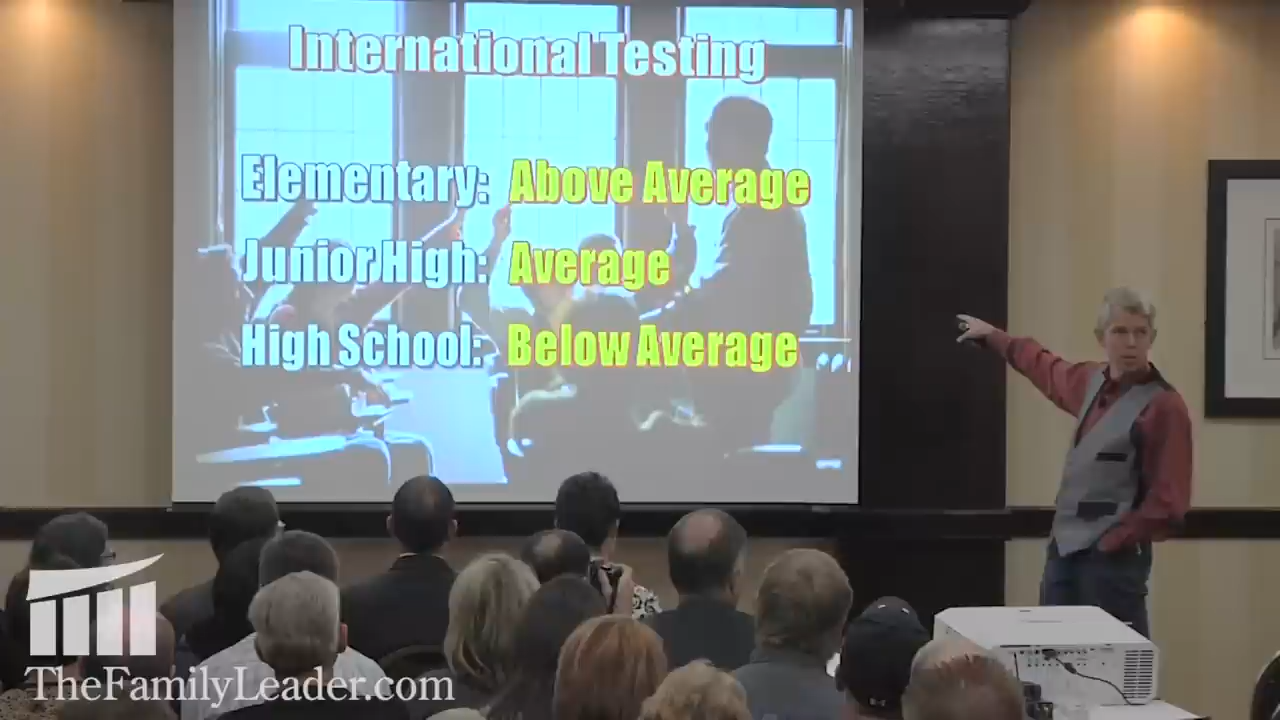 International Testing
Elementary: Above Average
Junior High: Average
High School: Below Average
TheFamilyLeader.com